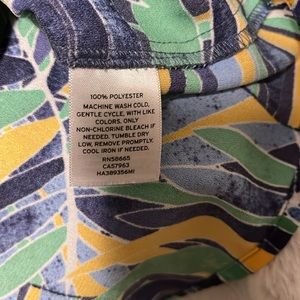 100% POLYESTER
MACHINE WASH COLD,
GENTLE CYCLE. WITH LIKE
COLORS. ONLY
NON-CHLORINE BLEACH IF
NEEDED. TUMBLE DRY
LOW, REMOVE PROMPTLY.
COOL IRON IF NEEDED.
RN58665
CA57963
HA389356MI